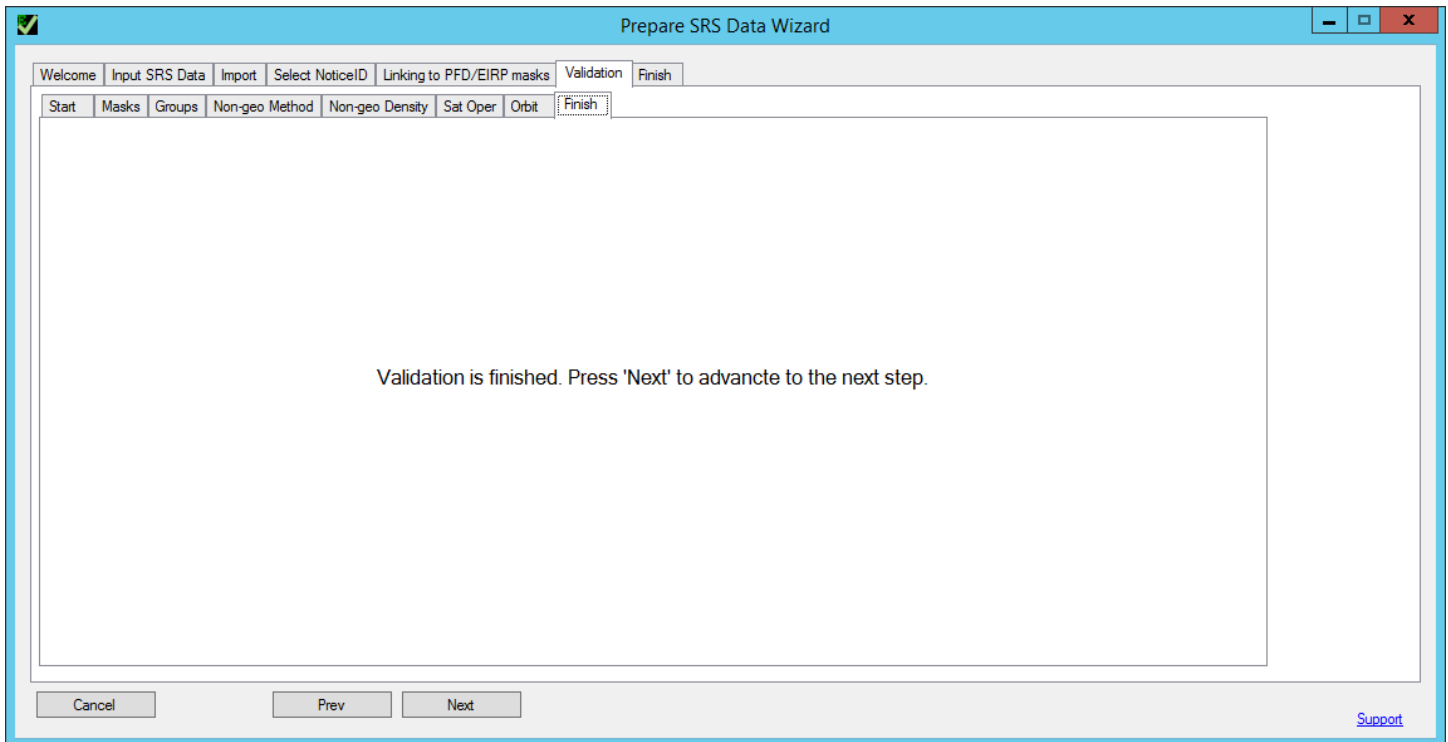 Prepare SRS Data Wizard
Welcome Input SRS Data Import Select NoticeID Linking to PFD/EIRP masks Validation Finish
Start Masks Groups Non-geo Method Non-geo Density Sat Oper Orbit Finish
Validation is finished. Press 'Next' to advancte to the next step.
Cancel Prev Next
Support